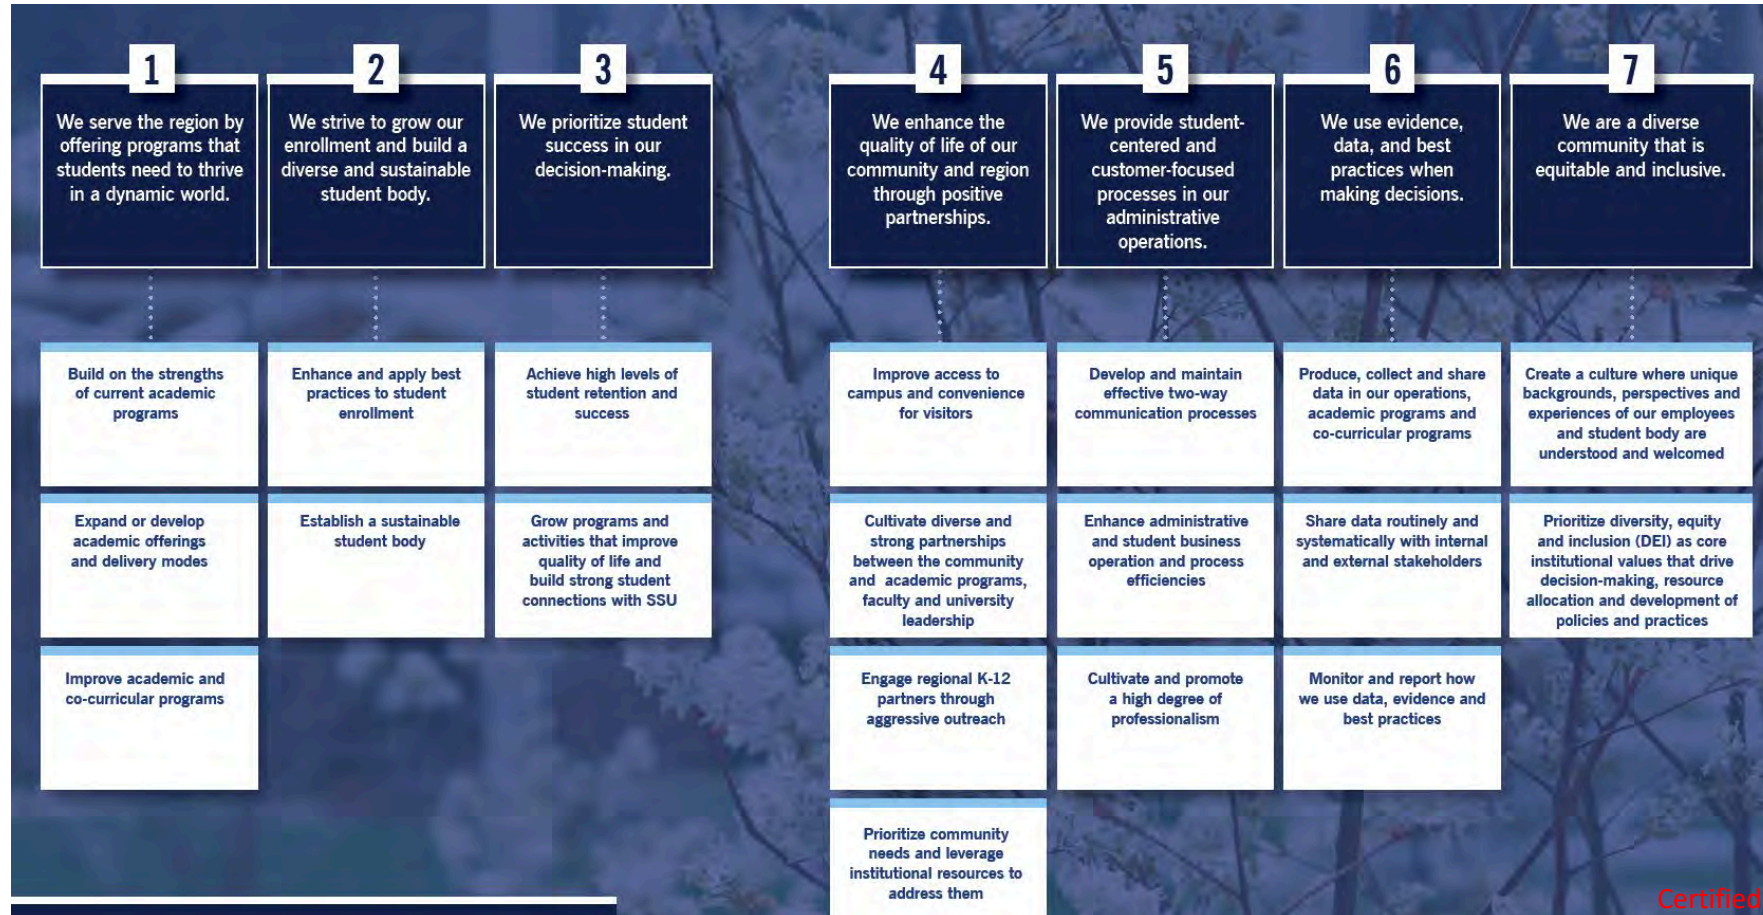 1
We serve the region by
offering programs that
students need to thrive
in a dynamic world.
2
We strive to grow our
enrollment and build a
diverse and sustainable
student body.
3
We prioritize student
success in our
decision-making.
4
We enhance the
quality of life of our
community and region
through positive
partnerships.
5
We provide student-
centered and
customer-focused
processes in our
administrative
operations.
6
We use evidence,
data, and best
practices when
making decisions.
7
We are a diverse
community that is
equitable and inclusive.
Build on the strengths
of current academic
programs
Expand or develop
academic offerings
and delivery modes
Improve academic and
co-curricular programs
Enhance and apply best
practices to student
enrollment
Establish a sustainable
student body
Achieve high levels of
student retention and
success
Grow programs and
activities that improve
quality of life and
build strong student
connections with SSU
Improve access to
campus and convenience
for visitors
Cultivate diverse and
strong partnerships
between the community
and academic programs,
faculty and university
leadership
Engage regional K-12
partners through
aggressive outreach
Prioritize community
needs and leverage
institutional resources to
address them
Develop and maintain
effective two-way
communication processes
Enhance administrative
and student business
operation and process
efficiencies
Cultivate and promote
a high degree of
professionalism
Produce, collect and share
data in our operations,
academic programs and
co-curricular programs
Share data routinely and
systematically with internal
and external stakeholders
Monitor and report how
we use data, evidence and
best practices
Create a culture where unique
backgrounds, perspectives and
experiences of our employees
and student body are
understood and welcomed
Prioritize diversity, equity
and inclusion (DEI) as core
institutional values that drive
decision-making, resource
allocation and development of
policies and practices
Certified